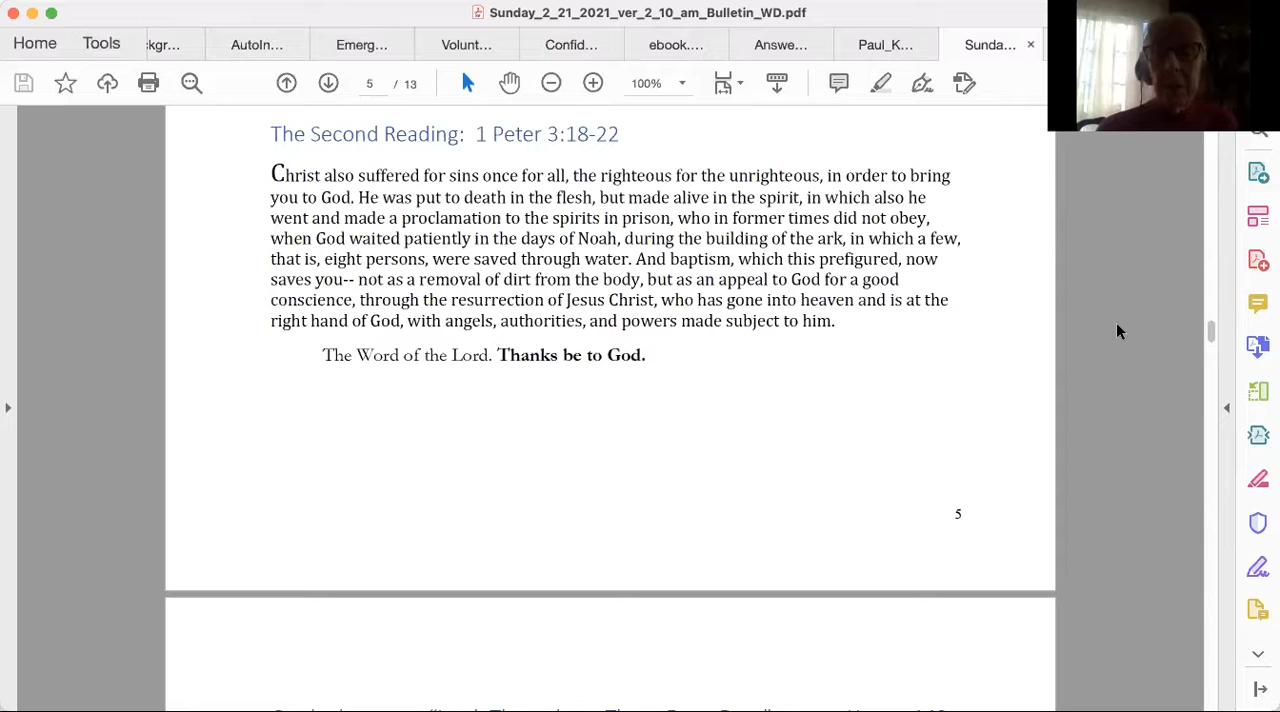 Sunday_2_21_2021_ver_2_10_am_Bulletin_WD.pdf
Home Tools kgr... AutoIn... Emerg... Volunt... Confid... ebook.... Answe... Paul_K... Sunda... ×
5 / 13 100%
The Second Reading: 1 Peter 3:18-22
Christ also suffered for sins once for all, the righteous for the unrighteous, in order to bring
you to God. He was put to death in the flesh, but made alive in the spirit, in which also he
went and made a proclamation to the spirits in prison, who in former times did not obey,
when God waited patiently in the days of Noah, during the building of the ark, in which a few,
that is, eight persons, were saved through water. And baptism, which this prefigured, now
saves you-- not as a removal of dirt from the body, but as an appeal to God for a good
conscience, through the resurrection of Jesus Christ, who has gone into heaven and is at the
right hand of God, with angels, authorities, and powers made subject to him.
The Word of the Lord. Thanks be to God.
5